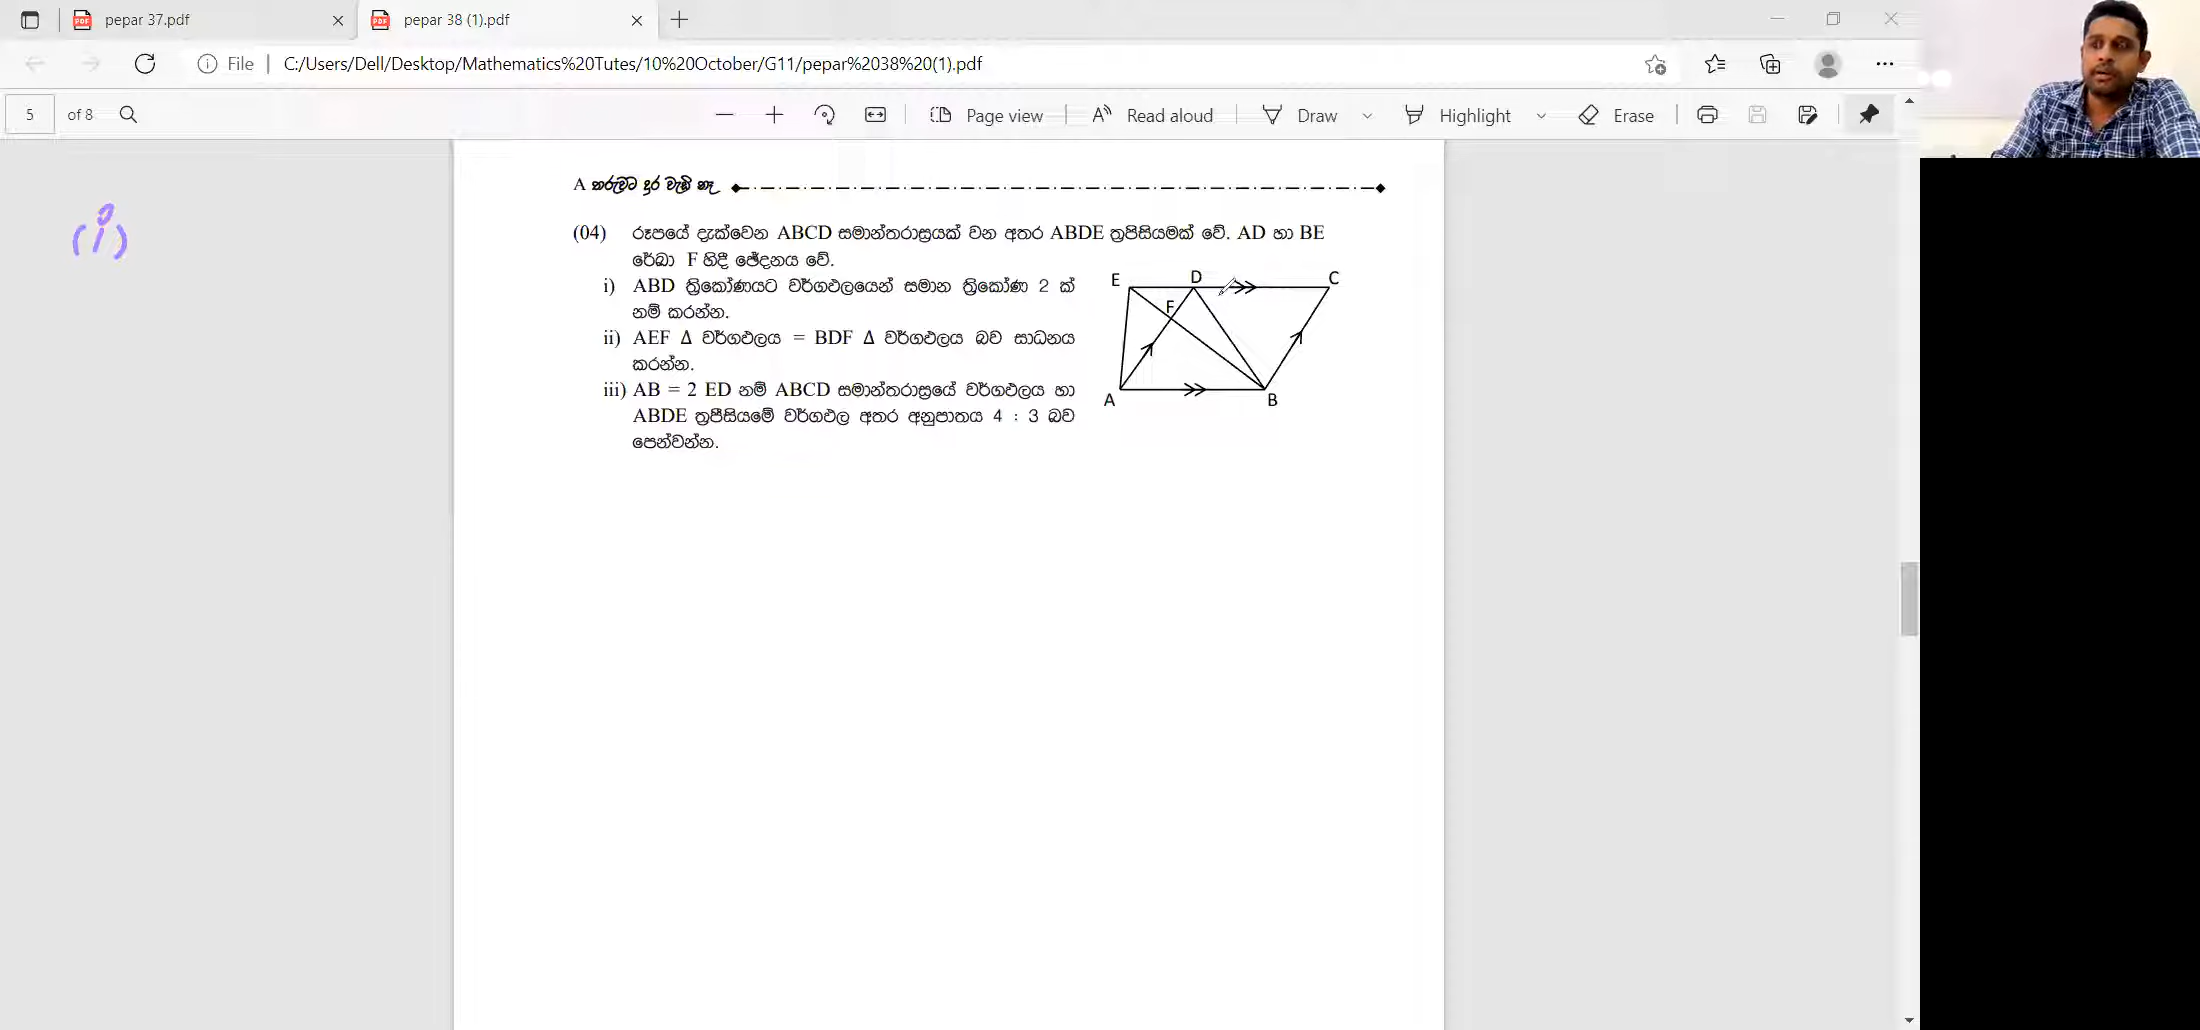 pepar 37.pdf
pepar 38 (1).pdf
File
C:/Users/Dell/Desktop/Mathematics%20Tutes/10%20October/G11/pepar%2038%20(1).pdf
5 of 8
Page view
Read aloud
Draw
Highlight
Erase
A තරුවට දුර වැඩි නෑ
(i)
(04) රූපයේ දැක්වෙන ABCD සමාන්තරාස්‍රයක් වන අතර ABDE ත්‍රපිසියමක් වේ. AD හා BE
රේඛා F හිදී ඡේදනය වේ.
i) ABD ත්‍රිකෝණයට වර්ගඵලයෙන් සමාන ත්‍රිකෝණ 2 ක්
නම් කරන්න.
ii) AEF Δ වර්ගඵලය = BDF Δ වර්ගඵලය බව සාධනය
කරන්න.
iii) AB = 2 ED නම් ABCD සමාන්තරාස්‍රයේ වර්ගඵලය හා
ABDE ත්‍රපීසියමේ වර්ගඵල අතර අනුපාතය 4 : 3 බව
පෙන්වන්න.
E D C
F
A B